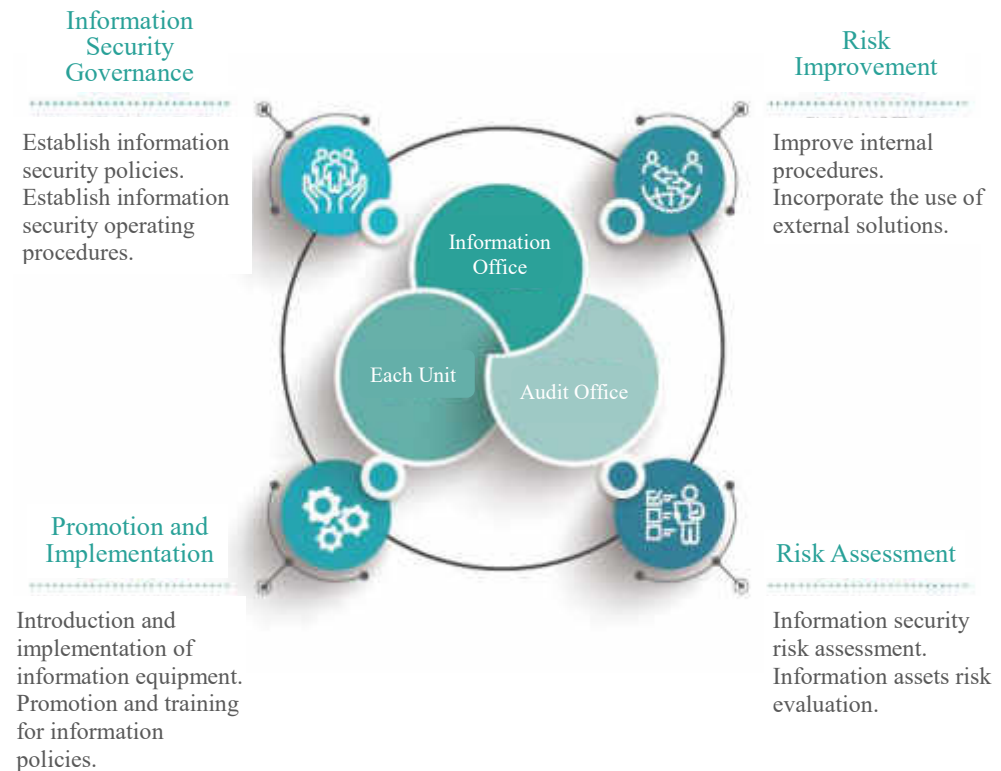 Information
Security
Governance
Establish information
security policies.
Establish information
security operating
procedures.
Risk
Improvement
Improve internal
procedures.
Incorporate the use of
external solutions.
Information
Office
Each Unit
Audit Office
Promotion and
Implementation
Introduction and
implementation of
information equipment.
Promotion and training
for information
policies.
Risk Assessment
Information security
risk assessment.
Information assets risk
evaluation.